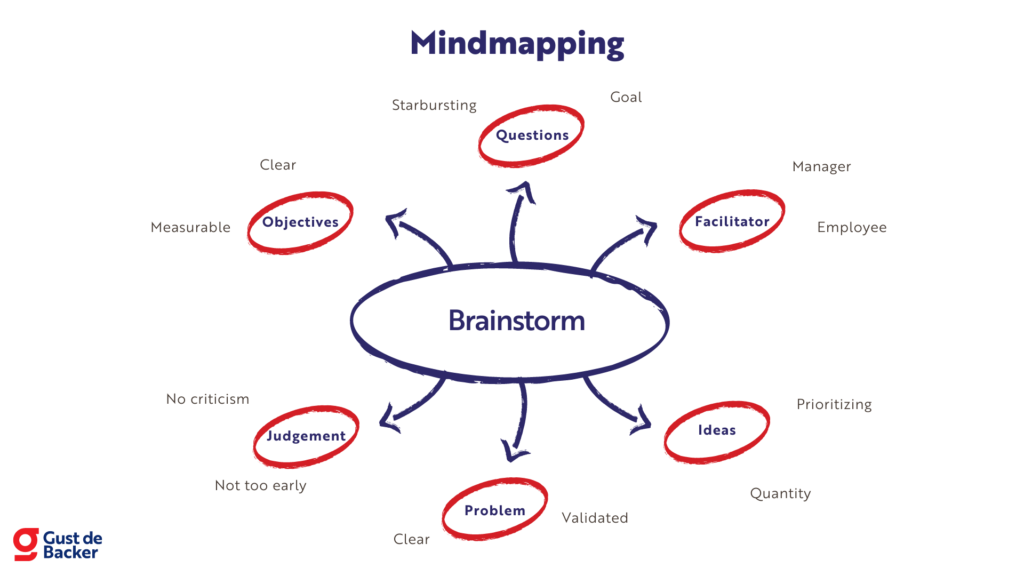 Mindmapping
Starbursting
Goal
Questions
Clear
Measurable
Objectives
Manager
Facilitator
Employee
Brainstorm
No criticism
Judgement
Not too early
Prioritizing
Ideas
Quantity
Problem
Validated
Clear
Gust de
Backer